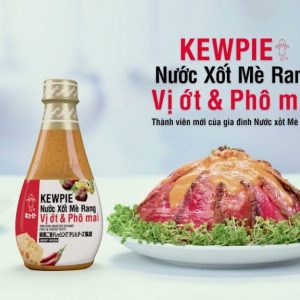 KEWPIE
Nước Xốt Mè Rang
Vị ớt & Phô ma
Thành viên mới của gia đình Nước xốt Mè
KEWPIE
Nước Xốt Mè Rang
Vị ớt & Phô mai